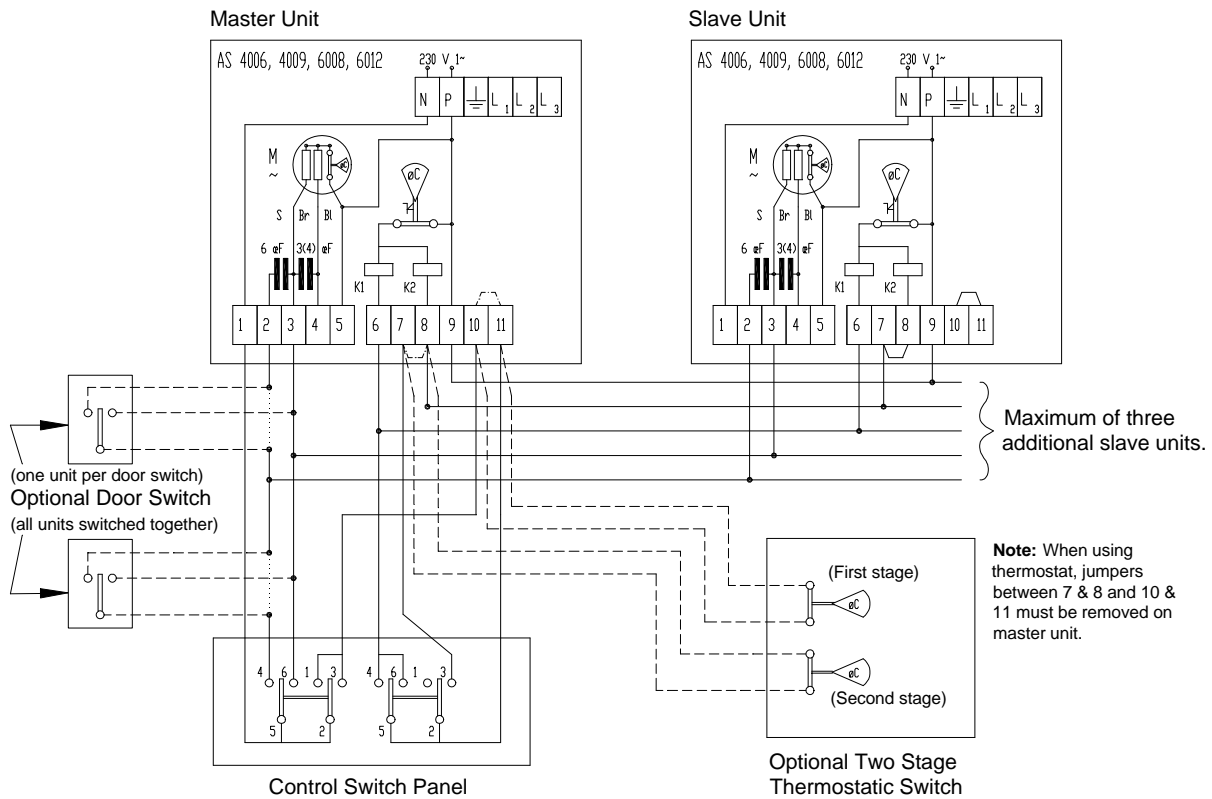 Master Unit
AS 4006, 4009, 6008, 6012
230 V 1~
N P L1 L2 L3
M
~
øC
øC
S Br Bl
6 œF 3(4) œF
K1 K2
1 2 3 4 5 6 7 8 9 10 11
Slave Unit
AS 4006, 4009, 6008, 6012
230 V 1~
N P L1 L2 L3
M
~
øC
øC
S Br Bl
6 œF 3(4) œF
K1 K2
1 2 3 4 5 6 7 8 9 10 11
Maximum of three
additional slave units.
(one unit per door switch)
Optional Door Switch
(all units switched together)
4 6 1 3 4 6 1 3
5 2 5 2
Control Switch Panel
(First stage)
øC
øC
(Second stage)
Optional Two Stage
Thermostatic Switch
Note: When using
thermostat, jumpers
between 7 & 8 and 10 &
11 must be removed on
master unit.